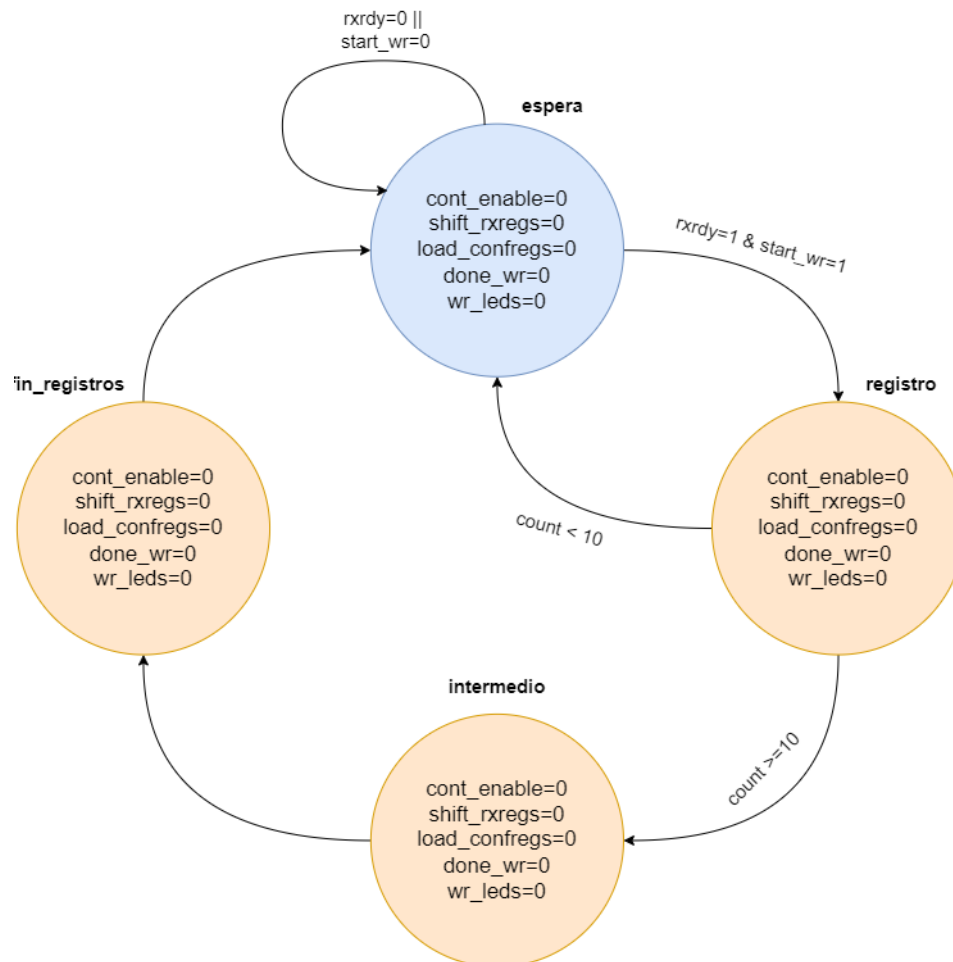 rxrdy=0 ||
start_wr=0
espera
cont_enable=0
shift_rxregs=0
load_confregs=0
done_wr=0
wr_leds=0
rxrdy=1 & start_wr=1
fin_registros
cont_enable=0
shift_rxregs=0
load_confregs=0
done_wr=0
wr_leds=0
registro
cont_enable=0
shift_rxregs=0
load_confregs=0
done_wr=0
wr_leds=0
count < 10
count >=10
intermedio
cont_enable=0
shift_rxregs=0
load_confregs=0
done_wr=0
wr_leds=0